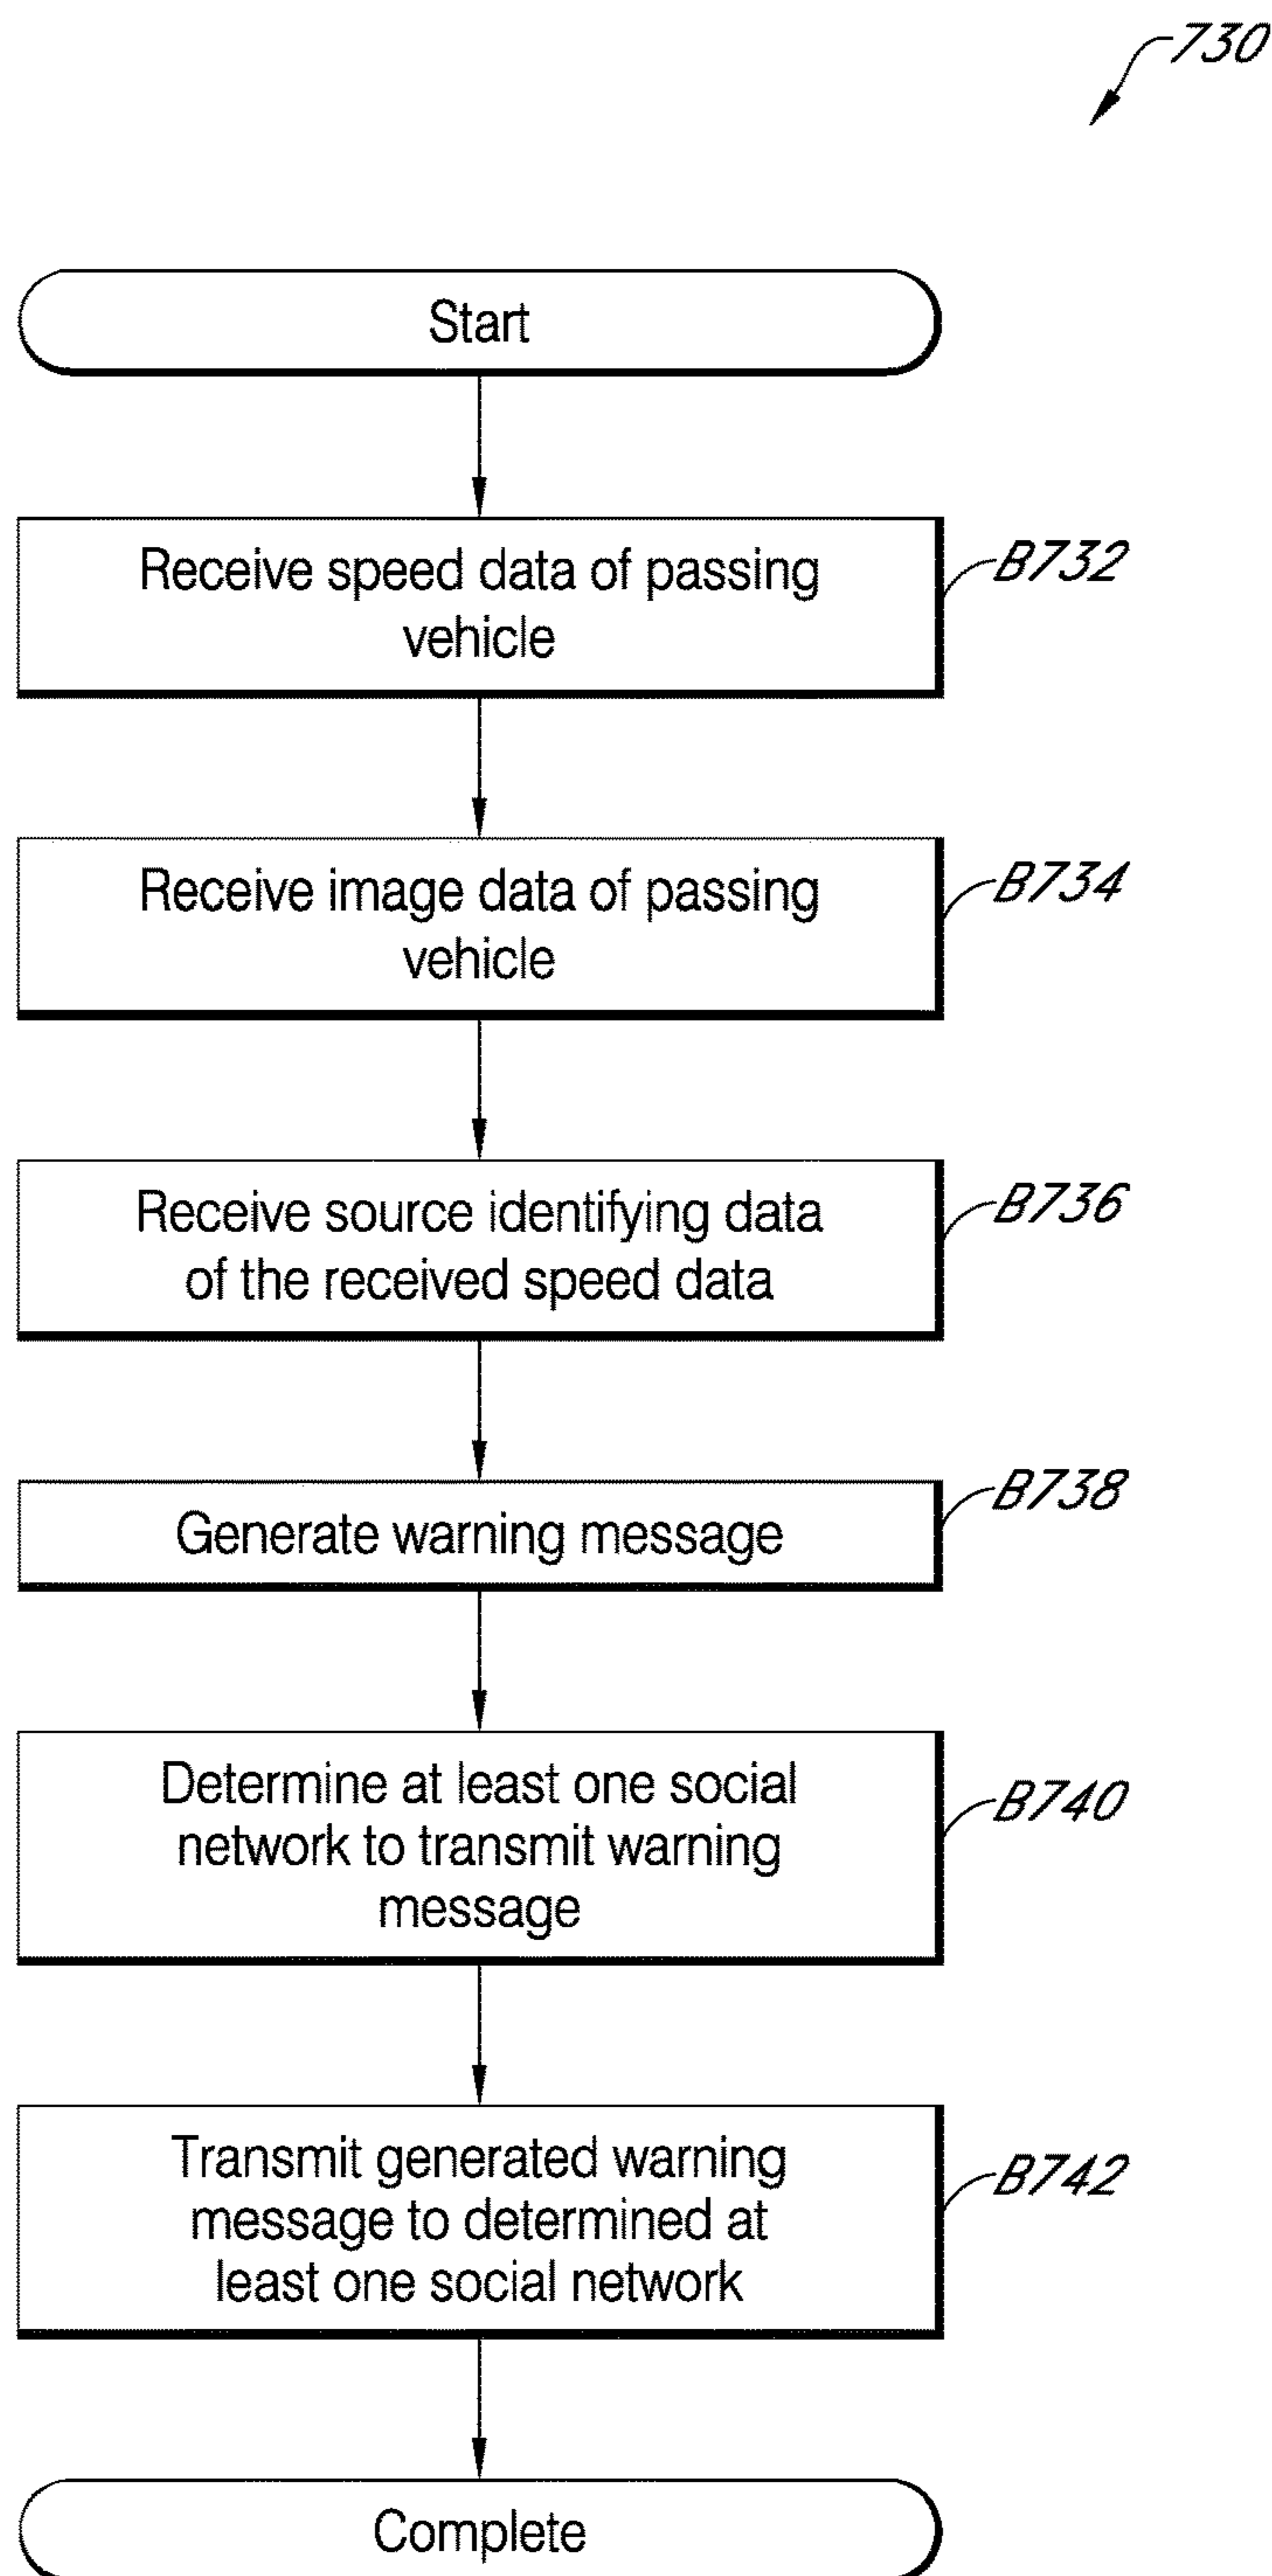 730
Start
Receive speed data of passing
vehicle
B732
Receive image data of passing
vehicle
B734
Receive source identifying data
of the received speed data
B736
Generate warning message
B738
Determine at least one social
network to transmit warning
message
B740
Transmit generated warning
message to determined at
least one social network
B742
Complete